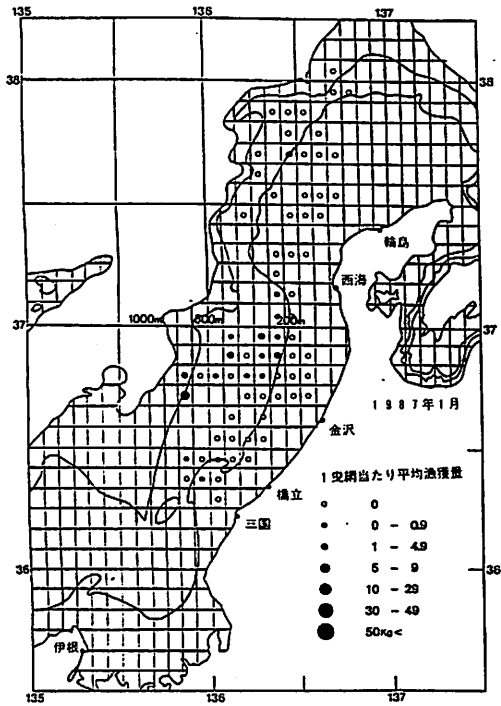 135 136 137
38 38
輪島
西海
1000m 500m 200m
37 37
1987年1月
金沢
1曳網当たり平均漁獲量
0
橋立
0 - 0.9
三国
1 - 4.9
5 - 9
36 36
10 - 29
30 - 49
50Kg<
伊根
135 136 137